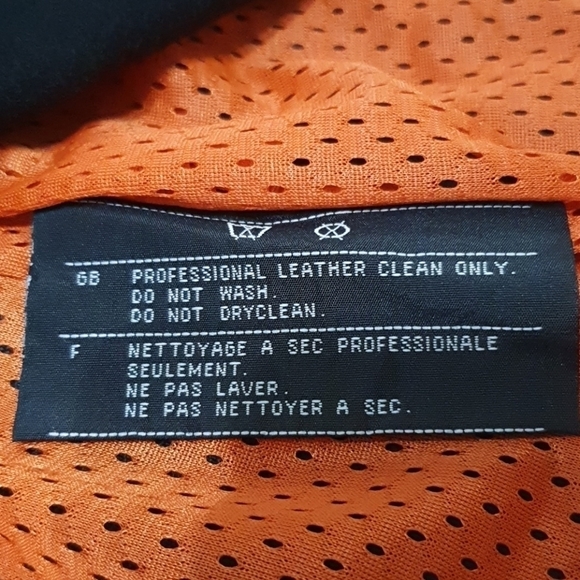 GB PROFESSIONAL LEATHER CLEAN ONLY.
DO NOT WASH.
DO NOT DRYCLEAN.
F NETTOYAGE A SEC PROFESSIONALE
SEULEMENT.
NE PAS LAVER.
NE PAS NETTOYER A SEC.